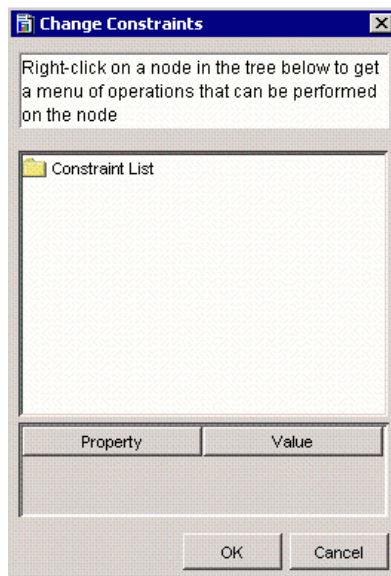 Change Constraints
Right-click on a node in the tree below to get
a menu of operations that can be performed
on the node
Constraint List
Property Value
OK Cancel